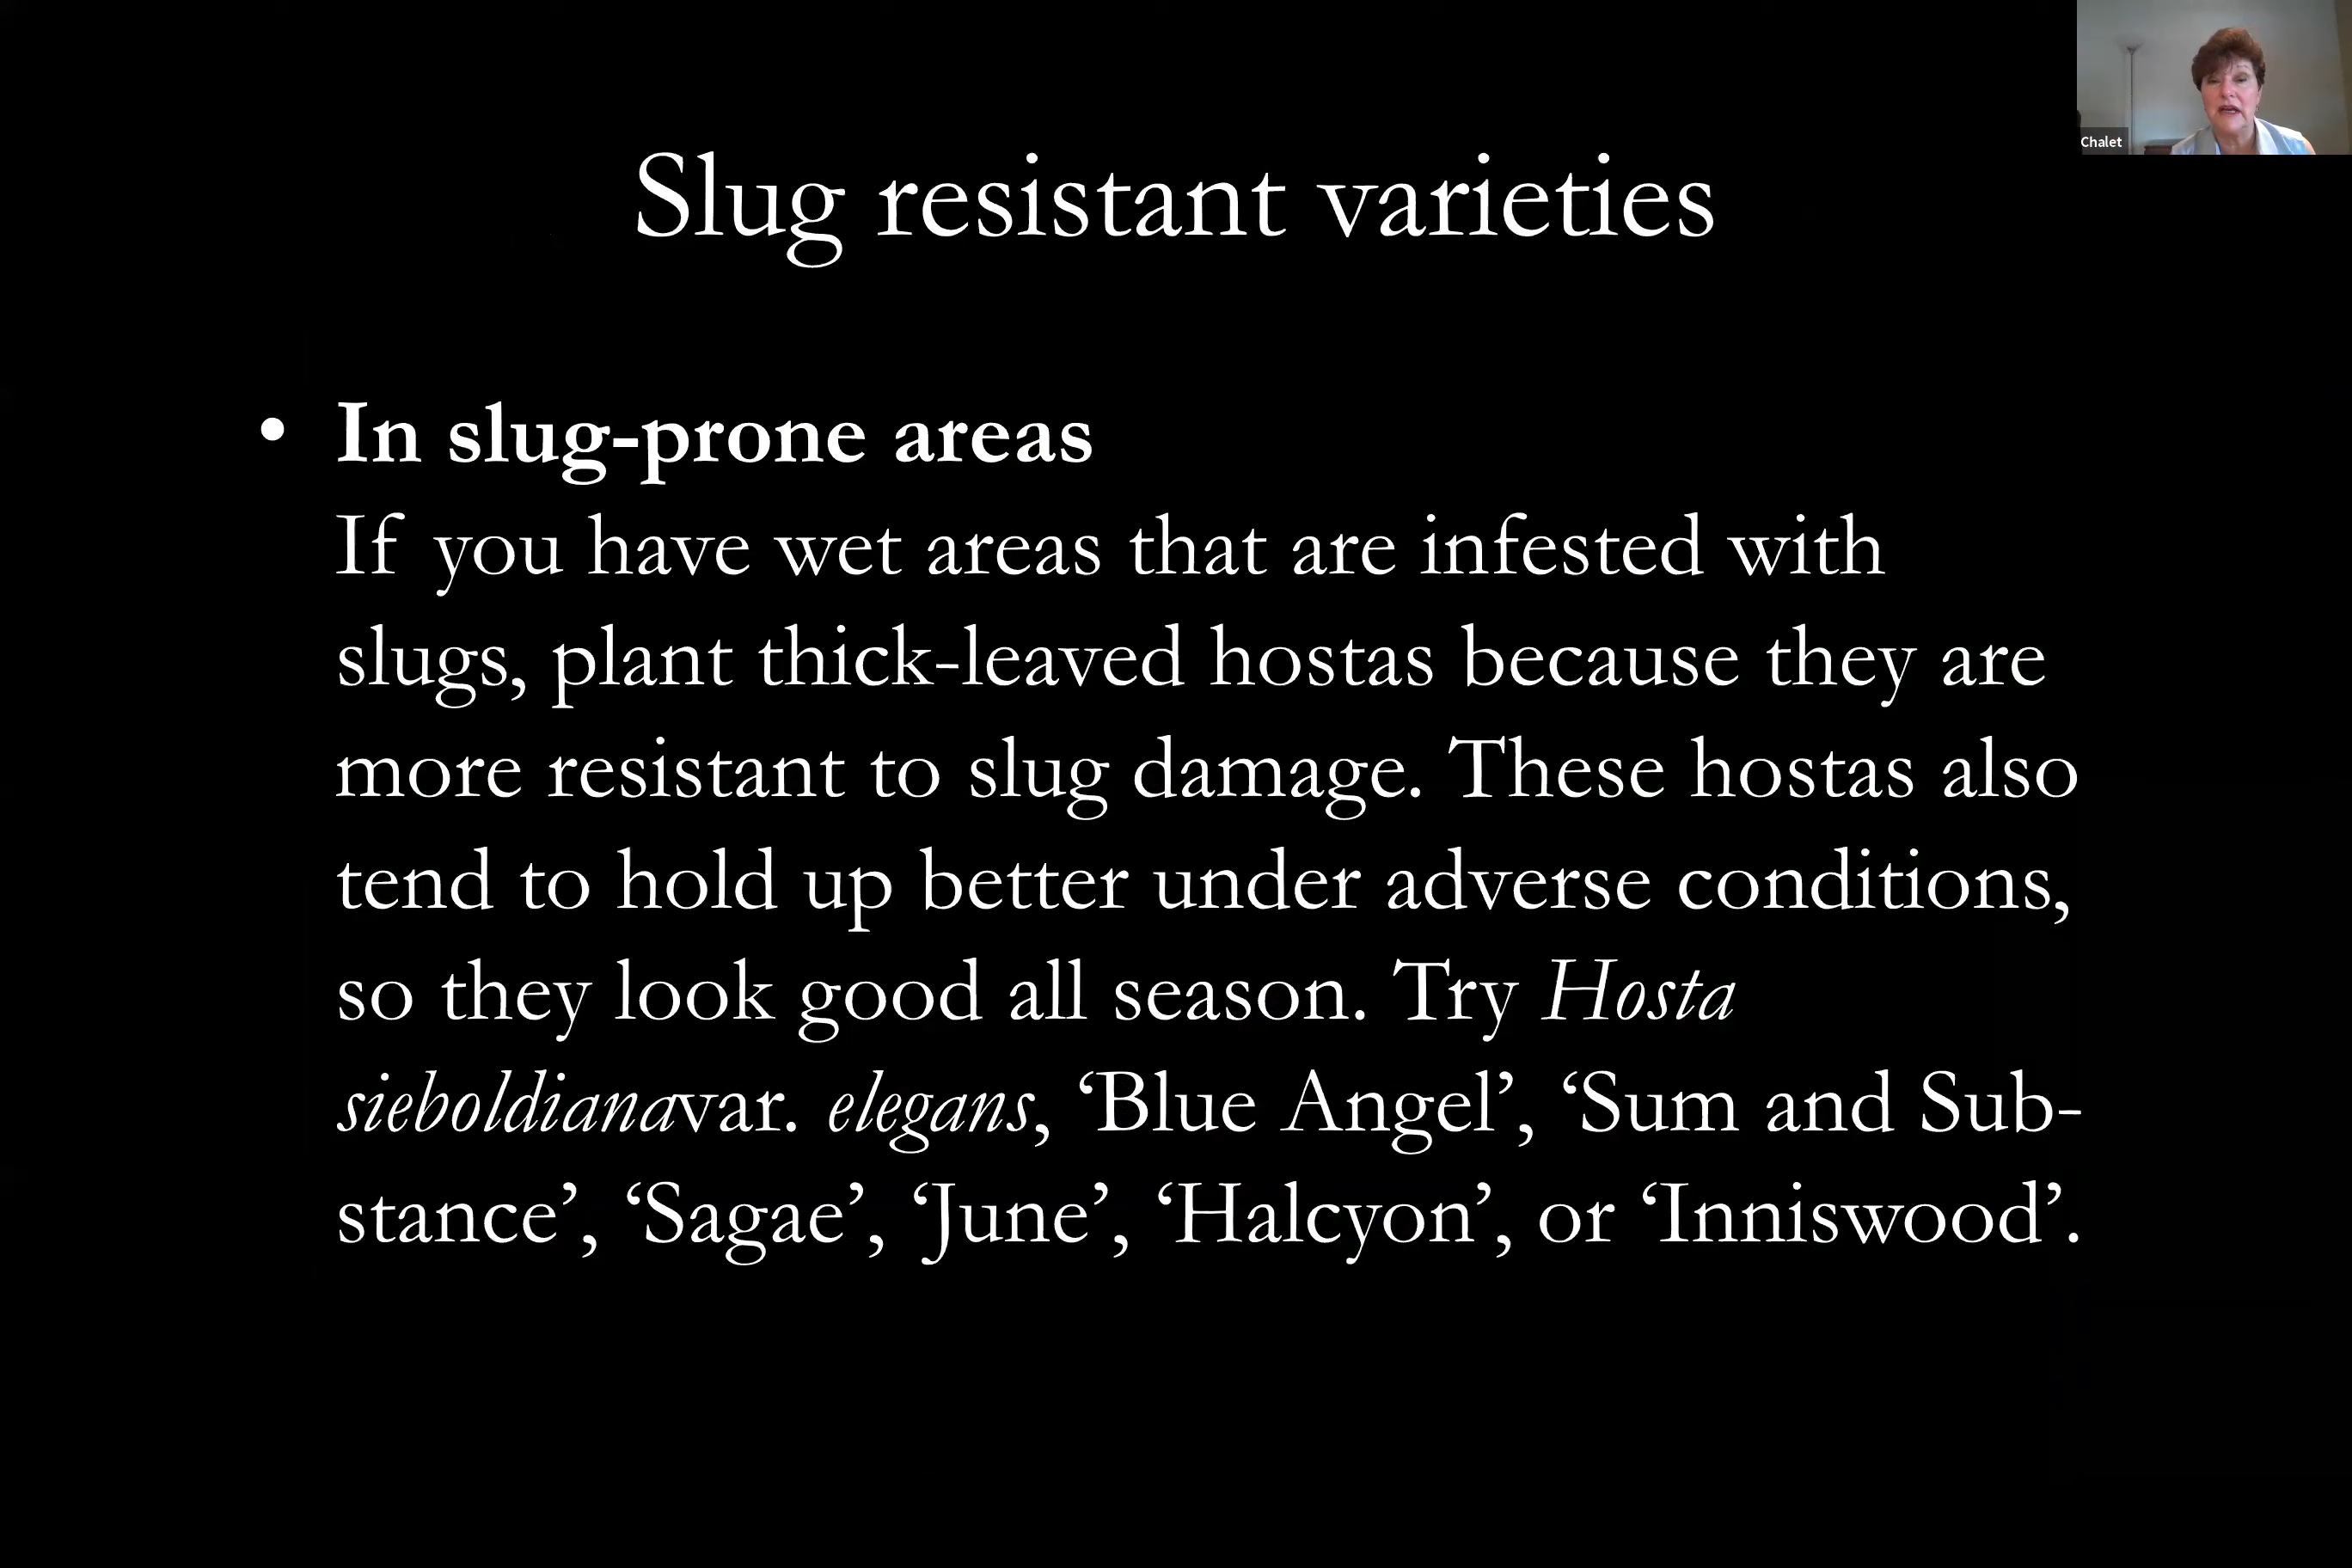 Chalet
Slug resistant varieties
• In slug-prone areas
If you have wet areas that are infested with
slugs, plant thick-leaved hostas because they are
more resistant to slug damage. These hostas also
tend to hold up better under adverse conditions,
so they look good all season. Try Hosta
sieboldianavar. elegans, ‘Blue Angel’, ‘Sum and Sub-
stance’, ‘Sagae’, ‘June’, ‘Halcyon’, or ‘Inniswood’.